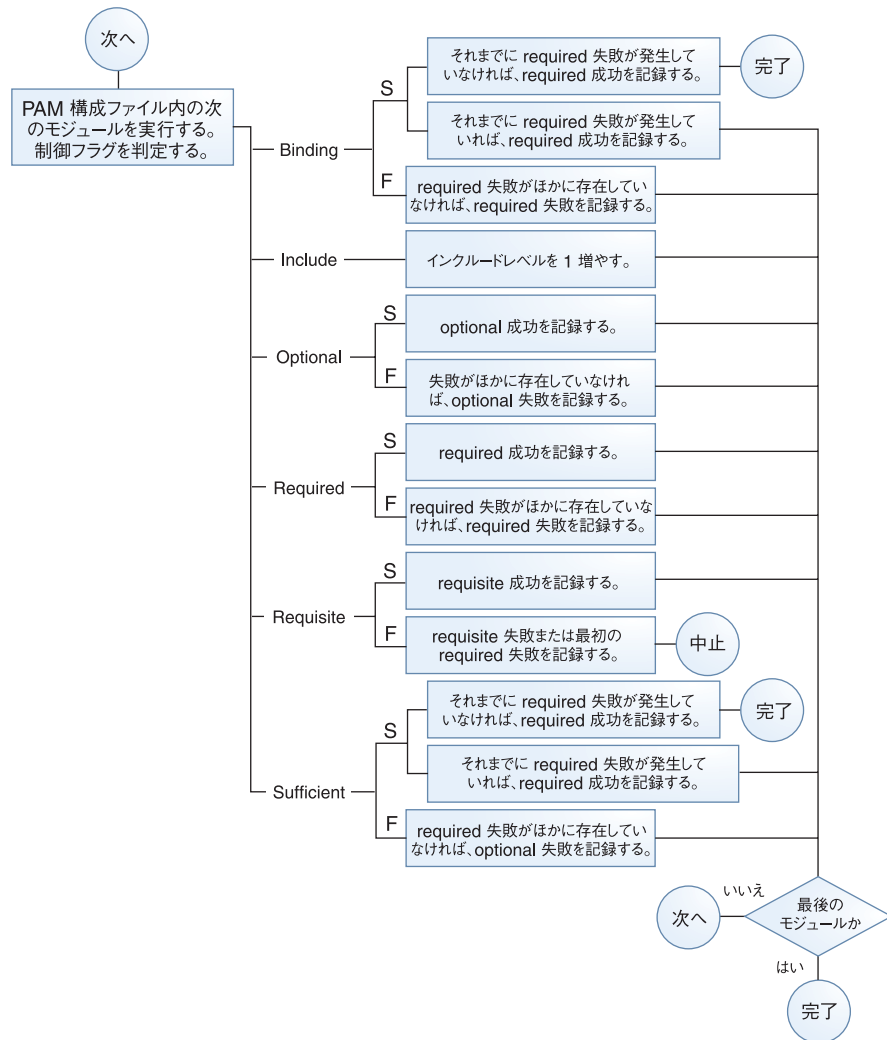 次へ
PAM 構成ファイル内の次
のモジュールを実行する。
制御フラグを判定する。
Binding
S
それまでに required 失敗が発生して
いなければ、required 成功を記録する。
完了
それまでに required 失敗が発生して
いれば、required 成功を記録する。
F
required 失敗がほかに存在してい
なければ、required 失敗を記録する。
Include
インクルードレベルを 1 増やす。
Optional
S
optional 成功を記録する。
F
失敗がほかに存在していなけれ
ば、optional 失敗を記録する。
Required
S
required 成功を記録する。
F
required 失敗がほかに存在していな
ければ、required 失敗を記録する。
Requisite
S
requisite 成功を記録する。
F
requisite 失敗または最初の
required 失敗を記録する。
中止
Sufficient
S
それまでに required 失敗が発生して
いなければ、required 成功を記録する。
完了
それまでに required 失敗が発生して
いれば、required 成功を記録する。
F
required 失敗がほかに存在してい
なければ、optional 失敗を記録する。
最後の
モジュールか
いいえ
次へ
はい
完了